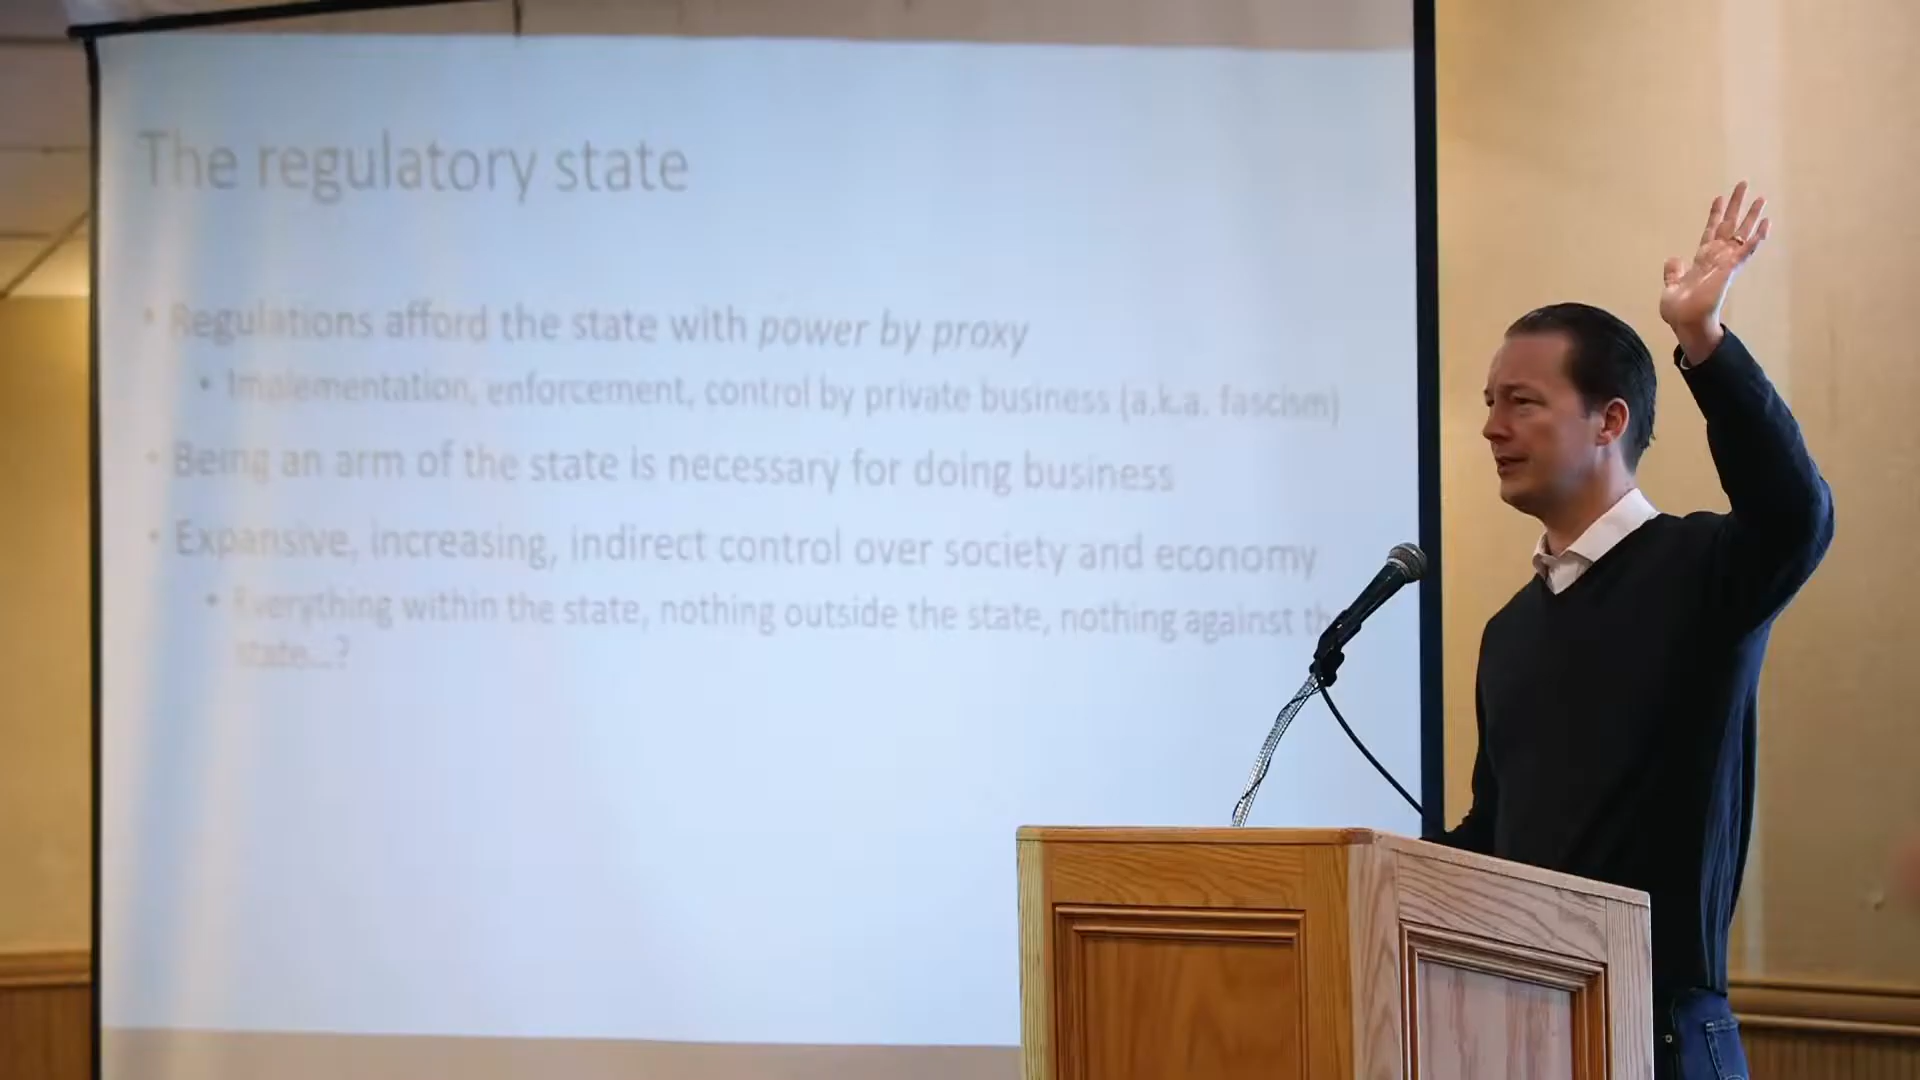 The regulatory state
• Regulations afford the state with power by proxy
• Implementation, enforcement, control by private business (a.k.a. fascism)
• Being an arm of the state is necessary for doing business
• Expansive, increasing, indirect control over society and economy
• Everything within the state, nothing outside the state, nothing against the
state...?